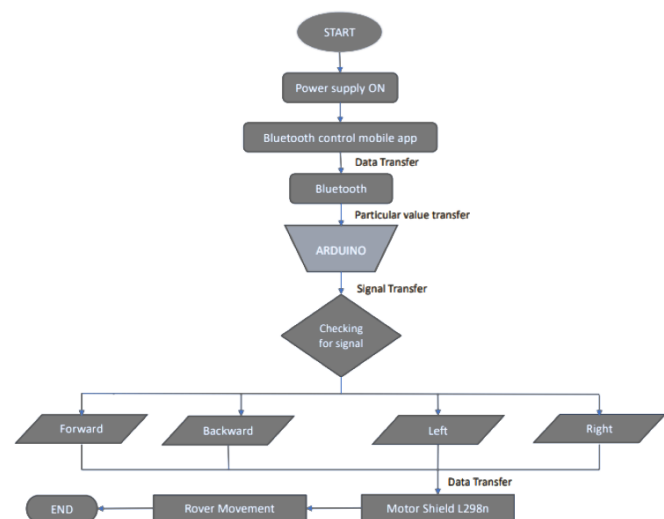 START
Power supply ON
Bluetooth control mobile app
Data Transfer
Bluetooth
Particular value transfer
ARDUINO
Signal Transfer
Checking
for signal
Forward
Backward
Left
Right
Data Transfer
END
Rover Movement
Motor Shield L298n